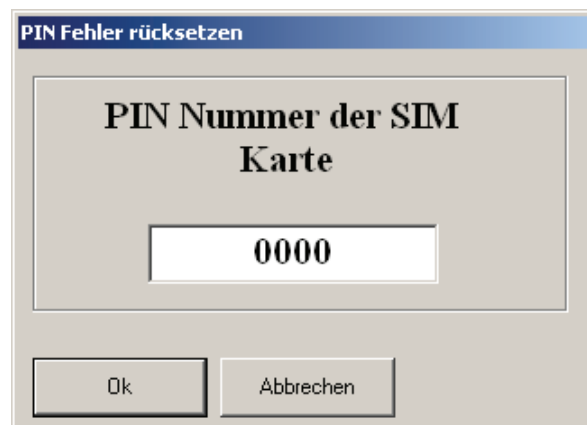 PIN Fehler rücksetzen
PIN Nummer der SIM
Karte
0000
Ok
Abbrechen